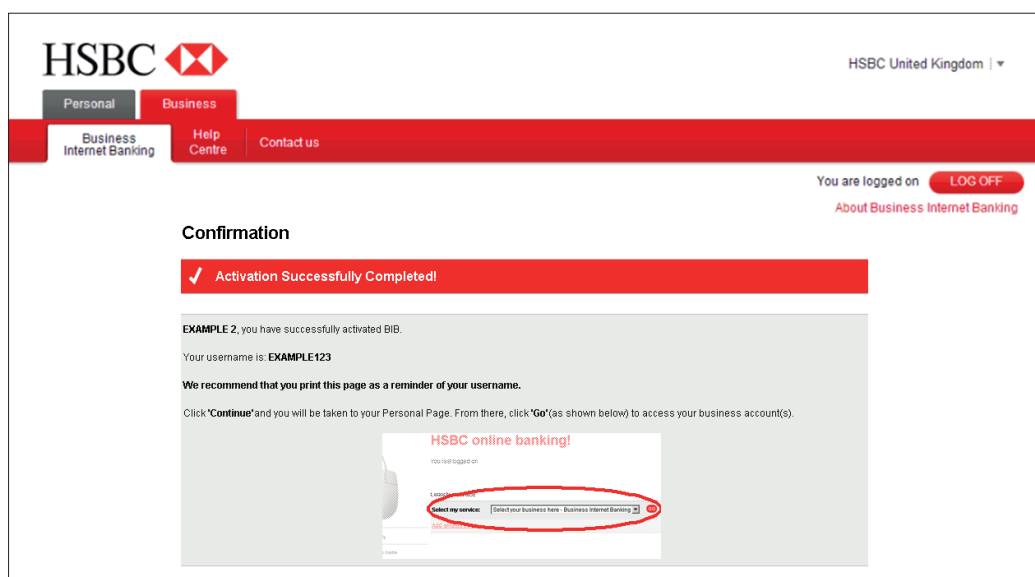 HSBC
HSBC United Kingdom
Personal
Business
Business
Internet Banking
Help
Centre
Contact us
You are logged on
LOG OFF
About Business Internet Banking
Confirmation
Activation Successfully Completed!
EXAMPLE 2, you have successfully activated BIB.
Your username is: EXAMPLE123
We recommend that you print this page as a reminder of your username.
Click 'Continue' and you will be taken to your Personal Page. From there, click 'Go' (as shown below) to access your business account(s).
HSBC online banking!
Select my service:
Select your business here - Business Internet Banking
GO